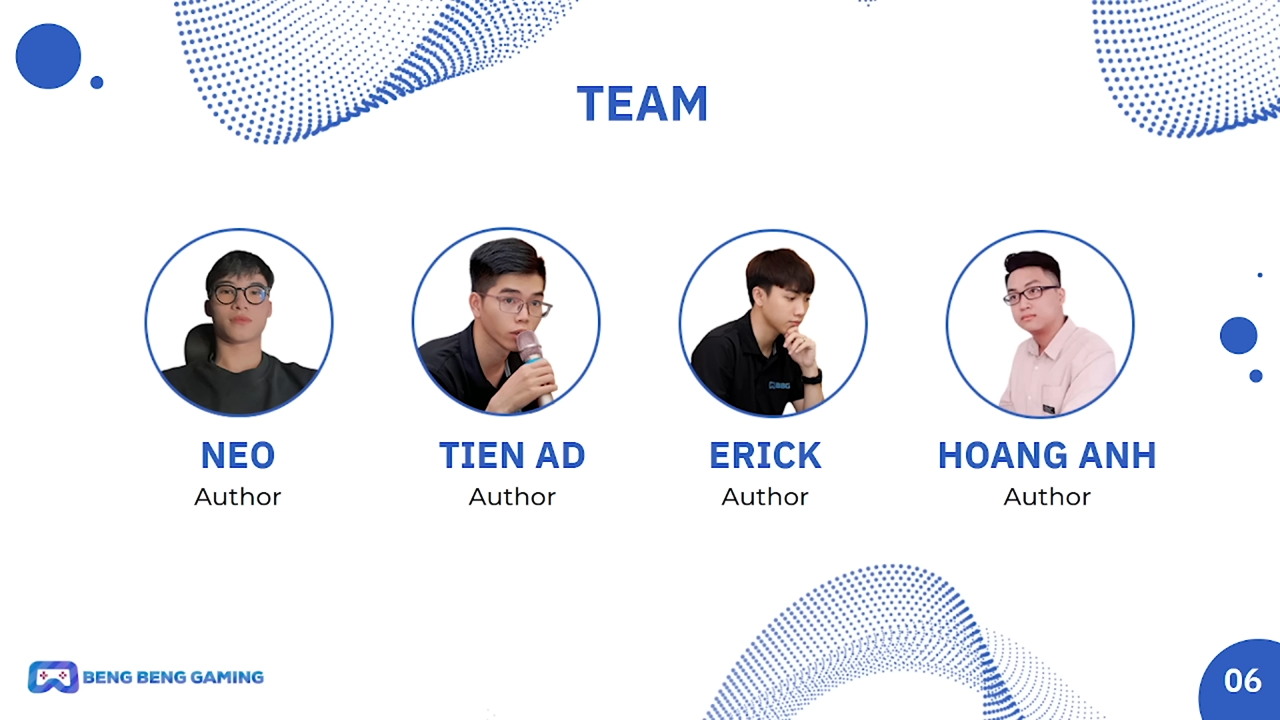 TEAM
NEO
TIEN AD
ERICK
HOANG ANH
Author
Author
Author
Author
BENG BENG GAMING
06